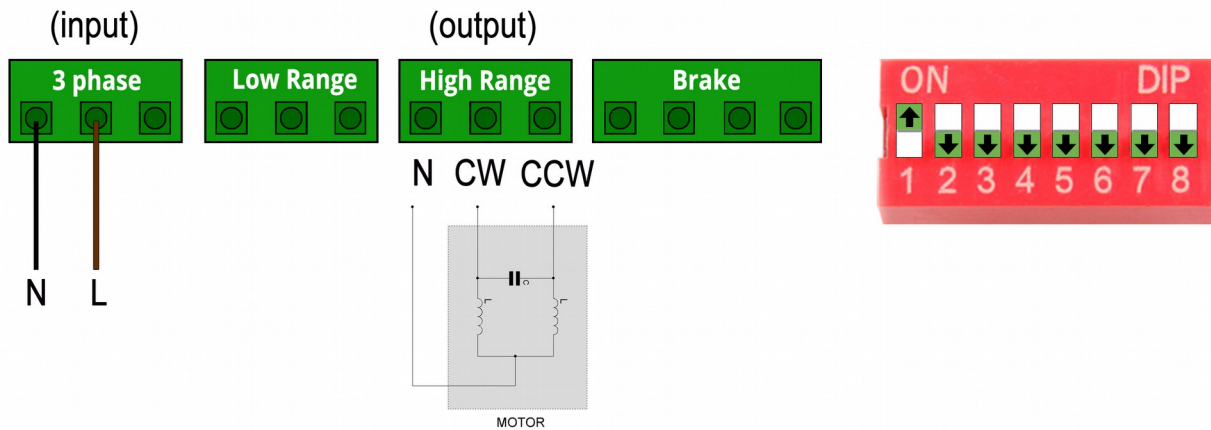 (input)
(output)
3 phase
Low Range
High Range
Brake
ON
DIP
1 2 3 4 5 6 7 8
N CW CCW
N L
C
L
L
MOTOR